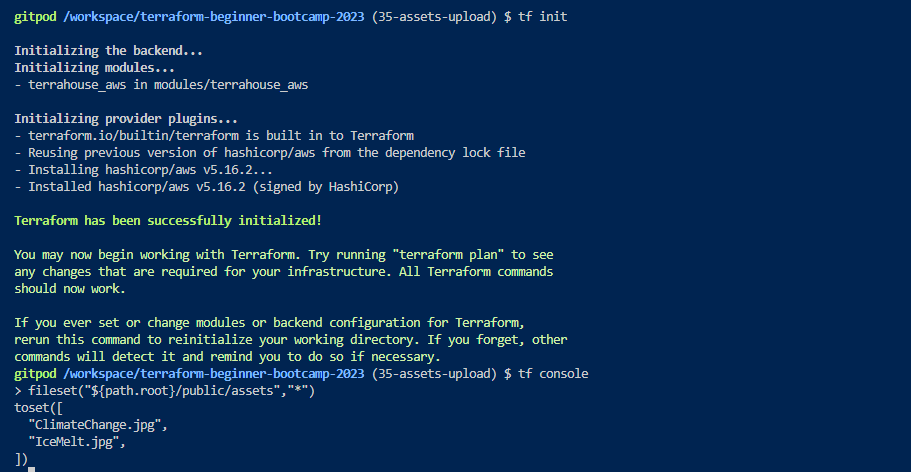 gitpod /workspace/terraform-beginner-bootcamp-2023 (35-assets-upload) $ tf init
Initializing the backend...
Initializing modules...
- terrahouse_aws in modules/terrahouse_aws
Initializing provider plugins...
- terraform.io/builtin/terraform is built in to Terraform
- Reusing previous version of hashicorp/aws from the dependency lock file
- Installing hashicorp/aws v5.16.2...
- Installed hashicorp/aws v5.16.2 (signed by HashiCorp)
Terraform has been successfully initialized!
You may now begin working with Terraform. Try running "terraform plan" to see
any changes that are required for your infrastructure. All Terraform commands
should now work.
If you ever set or change modules or backend configuration for Terraform,
rerun this command to reinitialize your working directory. If you forget, other
commands will detect it and remind you to do so if necessary.
gitpod /workspace/terraform-beginner-bootcamp-2023 (35-assets-upload) $ tf console
> fileset("${path.root}/public/assets","*")
toset([
  "ClimateChange.jpg",
  "IceMelt.jpg",
])